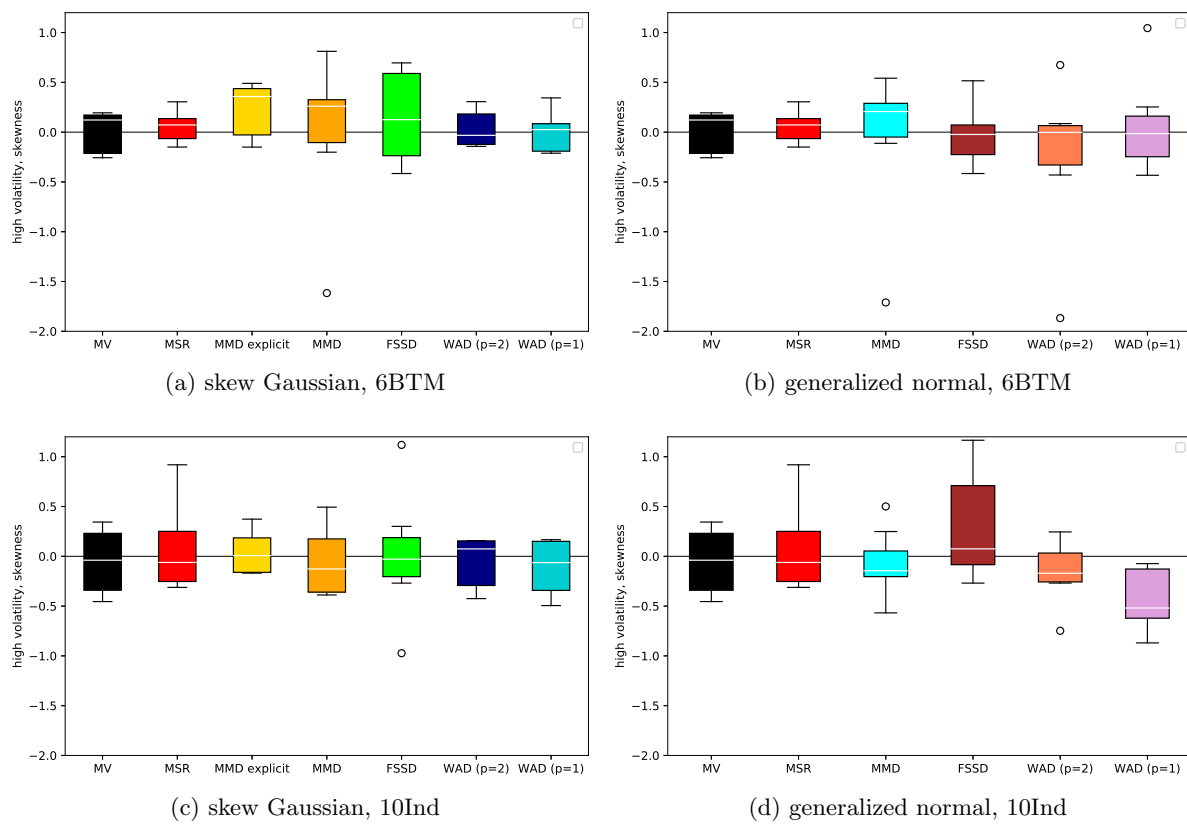 high volatility, skewness
1.0
0.5
0.0
−0.5
−1.0
−1.5
−2.0
MV MSR MMD explicit MMD FSSD WAD (p=2) WAD (p=1)
(a) skew Gaussian, 6BTM
high volatility, skewness
1.0
0.5
0.0
−0.5
−1.0
−1.5
−2.0
MV MSR MMD FSSD WAD (p=2) WAD (p=1)
(b) generalized normal, 6BTM
high volatility, skewness
1.0
0.5
0.0
−0.5
−1.0
−1.5
−2.0
MV MSR MMD explicit MMD FSSD WAD (p=2) WAD (p=1)
(c) skew Gaussian, 10Ind
high volatility, skewness
1.0
0.5
0.0
−0.5
−1.0
−1.5
−2.0
MV MSR MMD FSSD WAD (p=2) WAD (p=1)
(d) generalized normal, 10Ind